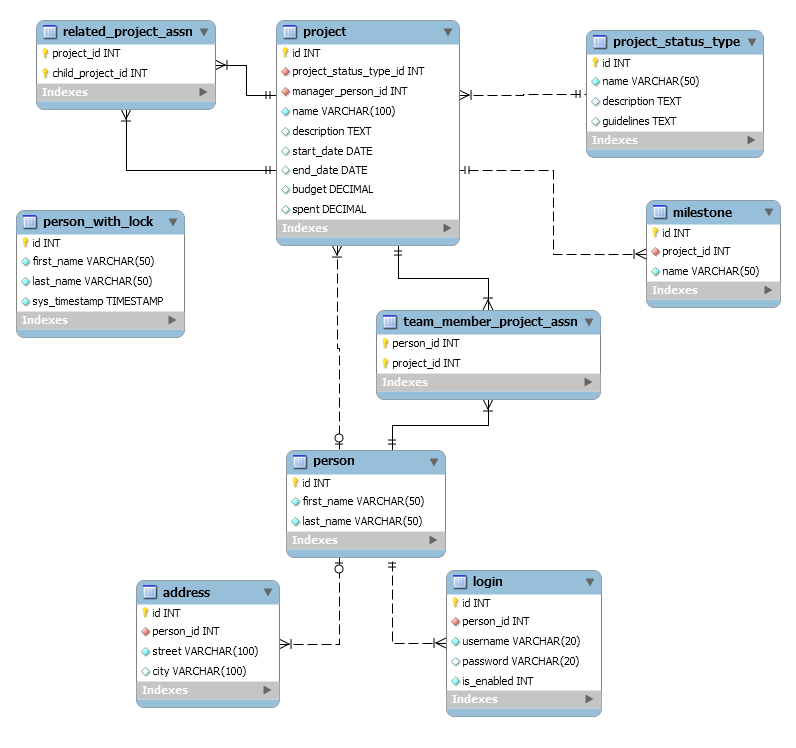 related_project_assn
project_id INT
child_project_id INT
Indexes
project
id INT
project_status_type_id INT
manager_person_id INT
name VARCHAR(100)
description TEXT
start_date DATE
end_date DATE
budget DECIMAL
spent DECIMAL
Indexes
project_status_type
id INT
name VARCHAR(50)
description TEXT
guidelines TEXT
Indexes
person_with_lock
id INT
first_name VARCHAR(50)
last_name VARCHAR(50)
sys_timestamp TIMESTAMP
Indexes
milestone
id INT
project_id INT
name VARCHAR(50)
Indexes
team_member_project_assn
person_id INT
project_id INT
Indexes
person
id INT
first_name VARCHAR(50)
last_name VARCHAR(50)
Indexes
address
id INT
person_id INT
street VARCHAR(100)
city VARCHAR(100)
Indexes
login
id INT
person_id INT
username VARCHAR(20)
password VARCHAR(20)
is_enabled INT
Indexes